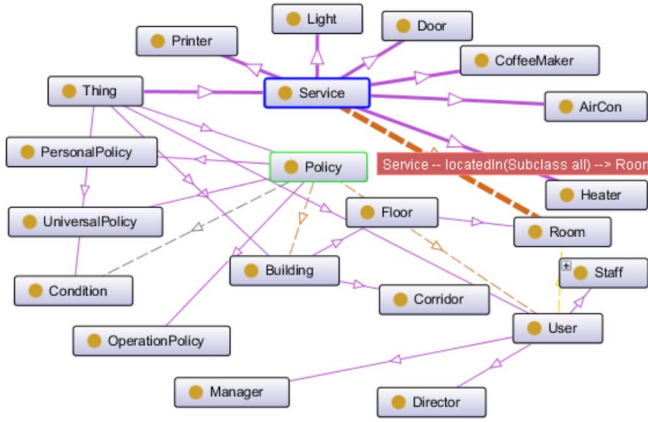 Light
Door
Printer
CoffeeMaker
Thing
Service
AirCon
PersonalPolicy
Policy
Service -- locatedIn(Subclass all) --> Room
Heater
UniversalPolicy
Floor
Room
Building
Staff
Condition
Corridor
User
OperationPolicy
Manager
Director